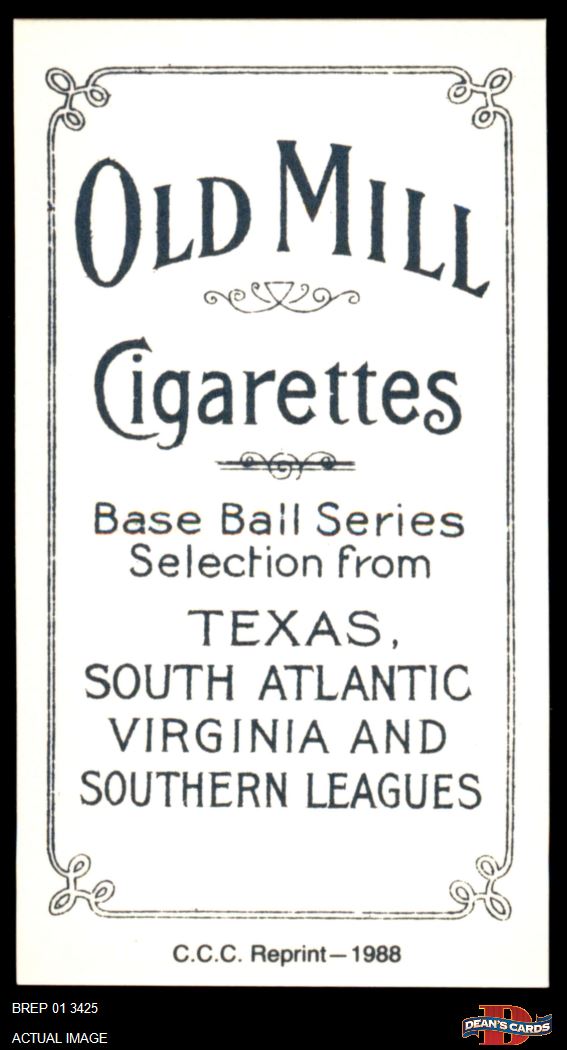 OLD MILL
Cigarettes
Base Ball Series
Selection from
TEXAS,
SOUTH ATLANTIC
VIRGINIA AND
SOUTHERN LEAGUES
C.C.C. Reprint—1988
BREP 01 3425
ACTUAL IMAGE
D
DEAN'S CARDS